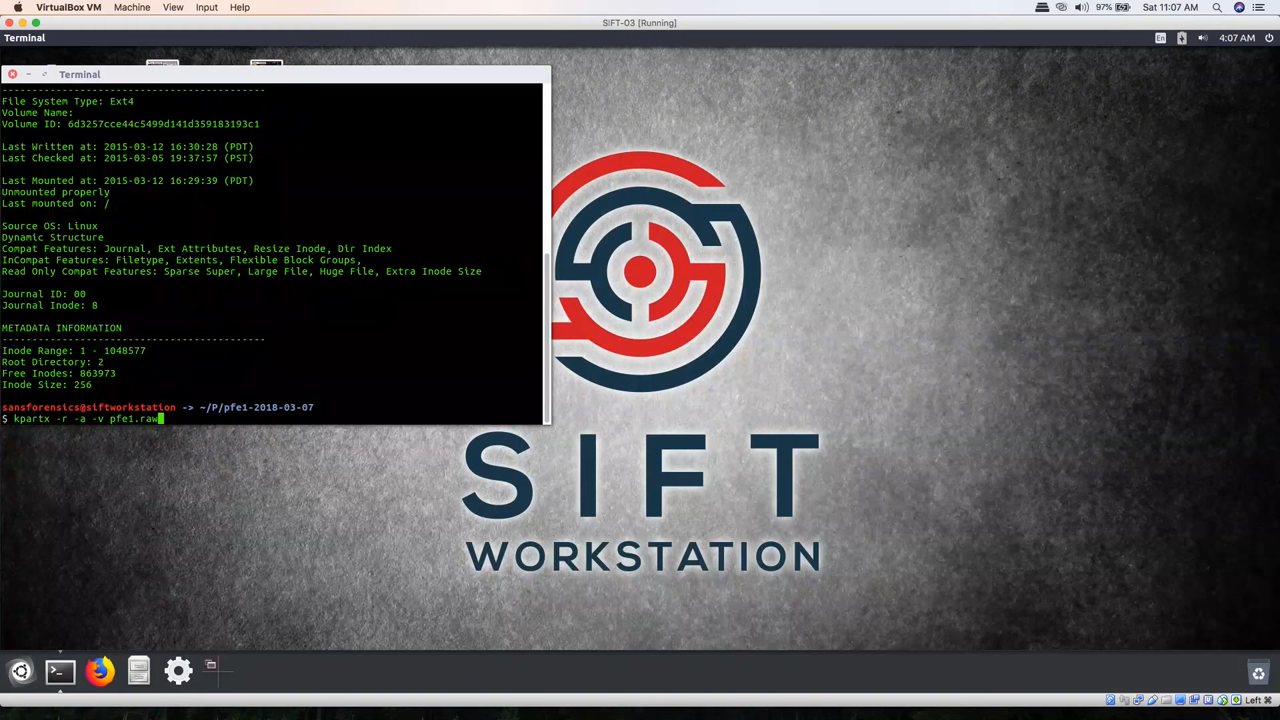 VirtualBox VM Machine View Input Help
97% Sat 11:07 AM
SIFT-03 [Running]
Terminal
En
4:07 AM
Terminal
------------------------------------------
File System Type: Ext4
Volume Name:
Volume ID: 6d3257cce44c5499d141d359183193c1
Last Written at: 2015-03-12 16:30:28 (PDT)
Last Checked at: 2015-03-05 19:37:57 (PST)
Last Mounted at: 2015-03-12 16:29:39 (PDT)
Unmounted properly
Last mounted on: /
Source OS: Linux
Dynamic Structure
Compat Features: Journal, Ext Attributes, Resize Inode, Dir Index
InCompat Features: Filetype, Extents, Flexible Block Groups,
Read Only Compat Features: Sparse Super, Large File, Huge File, Extra Inode Size
Journal ID: 00
Journal Inode: 8
METADATA INFORMATION
------------------------------------------
Inode Range: 1 - 1048577
Root Directory: 2
Free Inodes: 863973
Inode Size: 256
sansforensics@siftworkstation -> ~/P/pfe1-2018-03-07
$ kpartx -r -a -v pfe1.raw
SIFT
WORKSTATION
Left ⌘